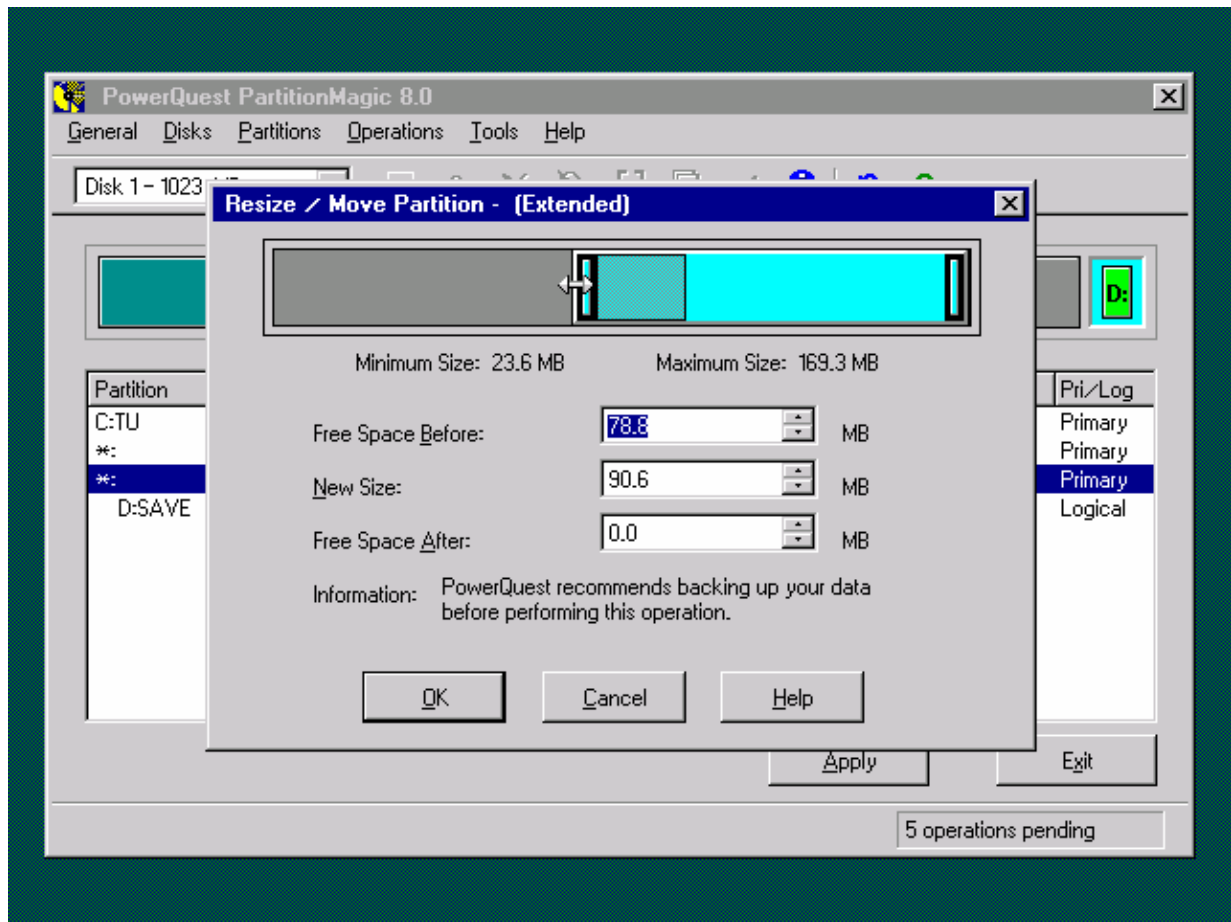 PowerQuest PartitionMagic 8.0
General Disks Partitions Operations Tools Help
Disk 1 - 1023
Resize / Move Partition - (Extended)
D:
Minimum Size: 23.6 MB Maximum Size: 169.3 MB
Partition Pri/Log
C:TU Primary
*: Primary
*: Primary
D:SAVE Logical
Free Space Before: 78.8 MB
New Size: 90.6 MB
Free Space After: 0.0 MB
Information: PowerQuest recommends backing up your data
before performing this operation.
OK Cancel Help
Apply Exit
5 operations pending